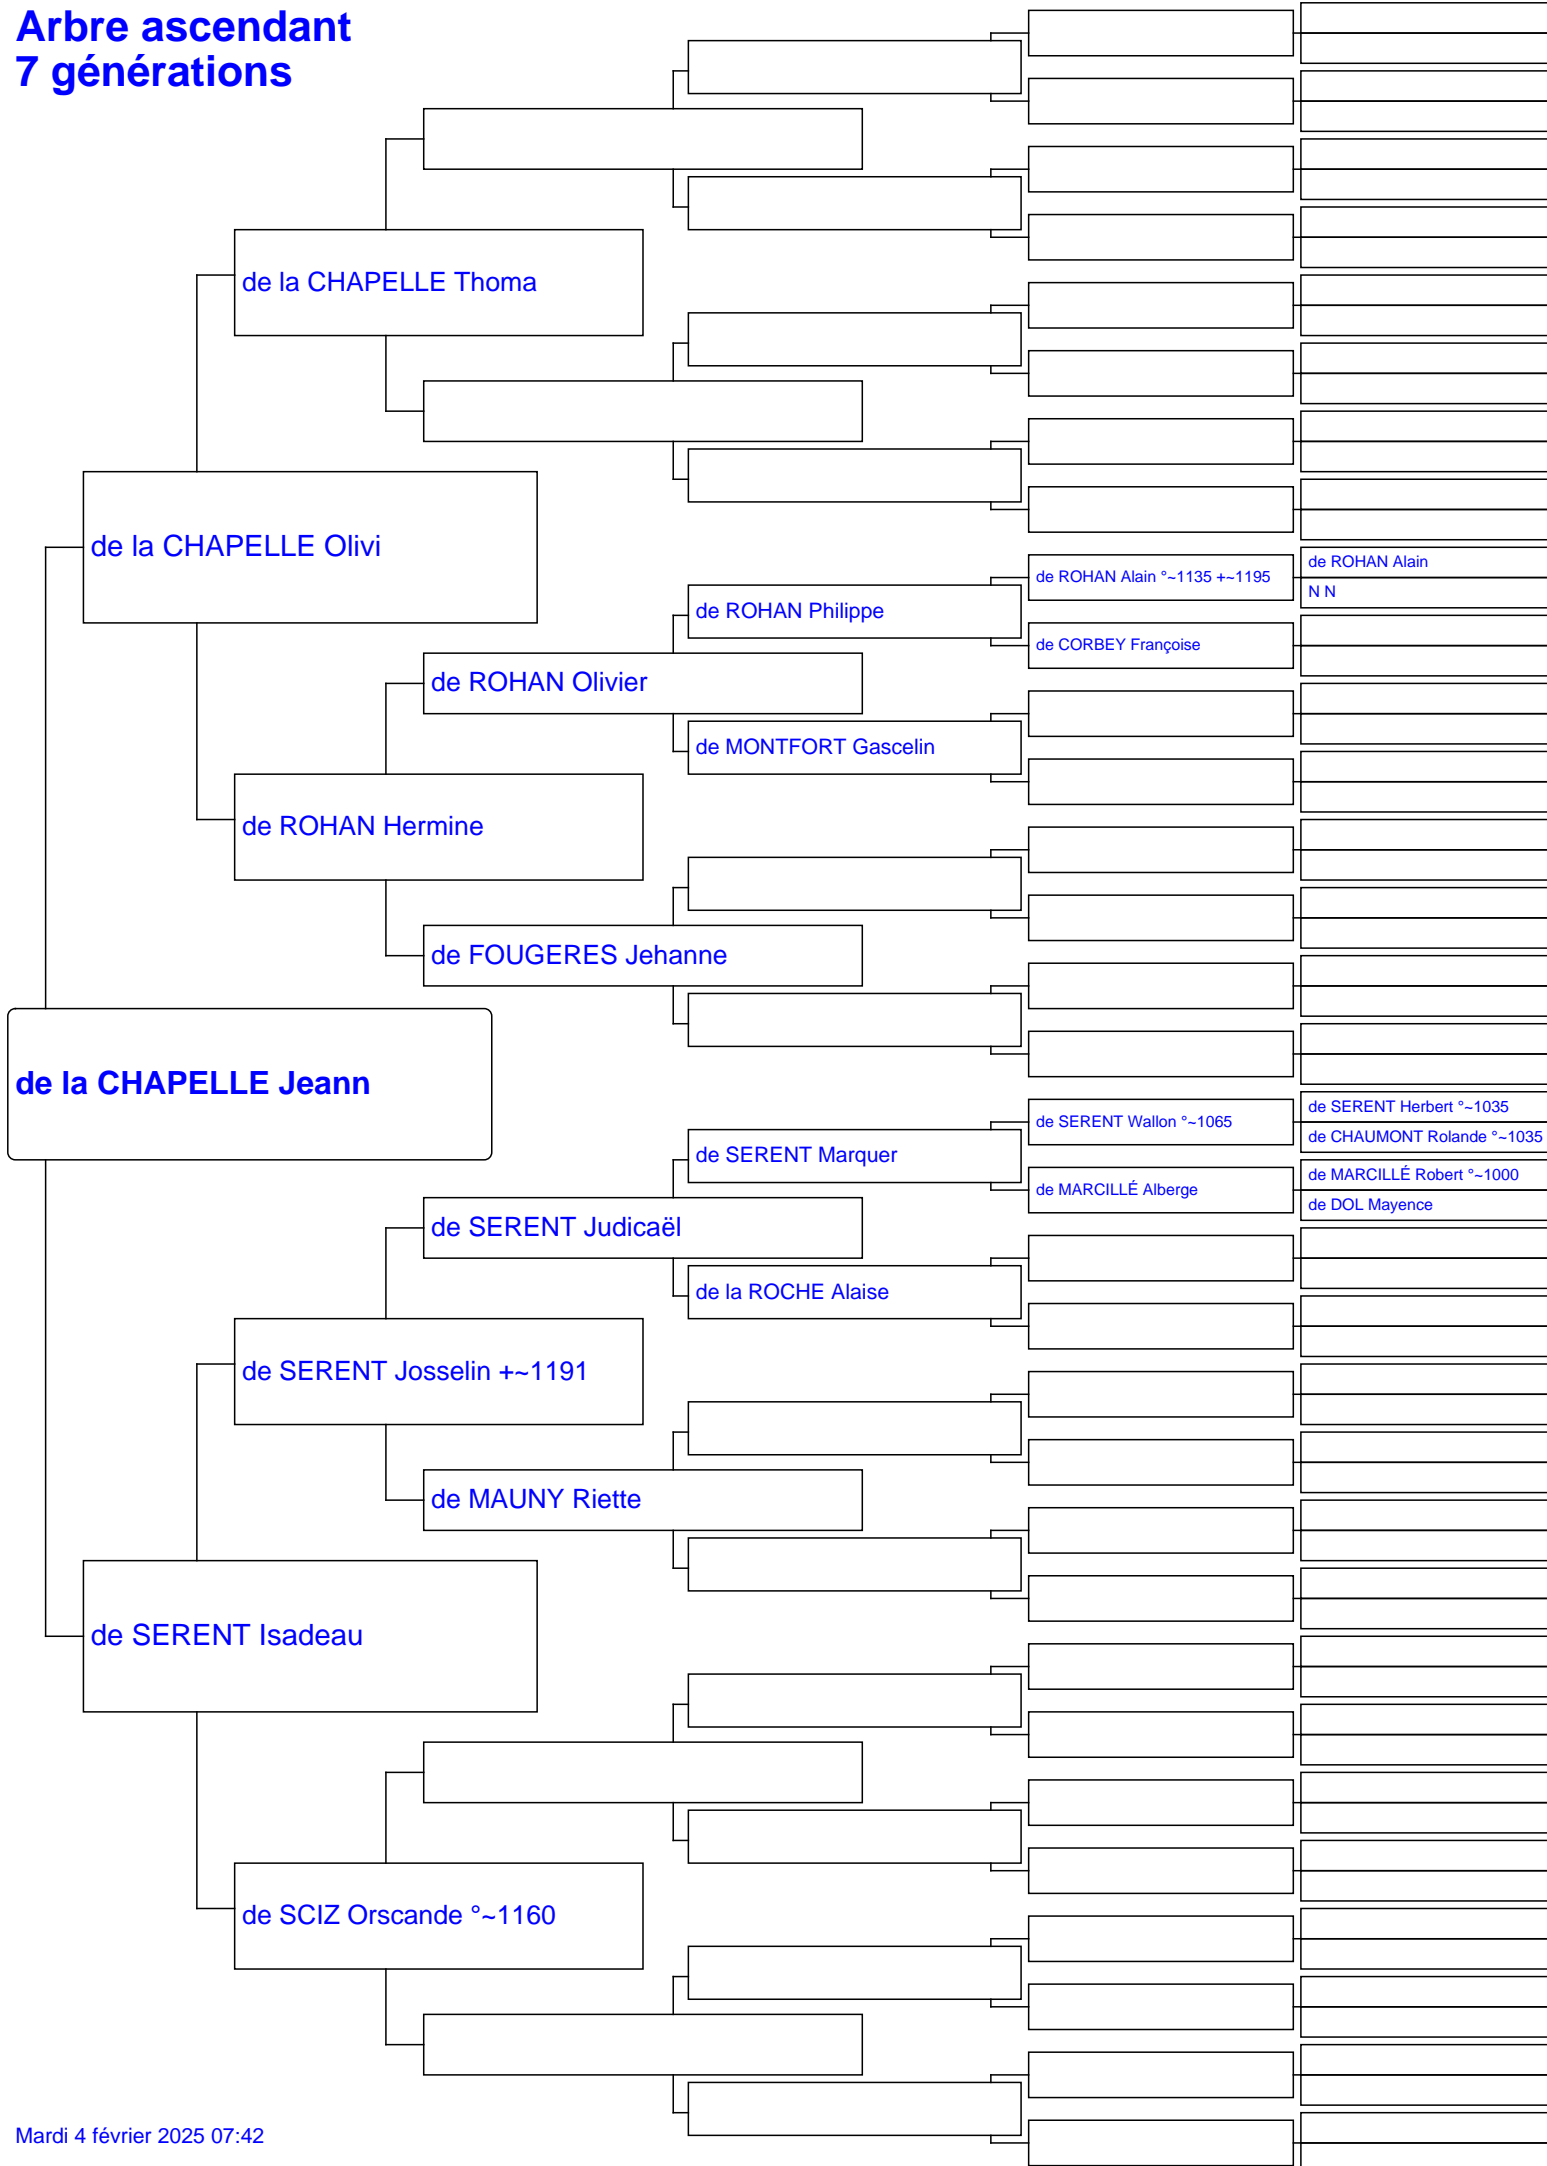 Arbre ascendant
7 générations
de la CHAPELLE Thoma
de la CHAPELLE Olivi
de ROHAN Alain °~1135 +~1195
de ROHAN Alain
N N
de ROHAN Philippe
de CORBEY Françoise
de ROHAN Olivier
de MONTFORT Gascelin
de ROHAN Hermine
de FOUGERES Jehanne
de la CHAPELLE Jeann
de SERENT Herbert °~1035
de SERENT Wallon °~1065
de CHAUMONT Rolande °~1035
de SERENT Marquer
de MARCILLÉ Robert °~1000
de MARCILLÉ Alberge
de DOL Mayence
de SERENT Judicaël
de la ROCHE Alaise
de SERENT Josselin +~1191
de MAUNY Riette
de SERENT Isadeau
de SCIZ Orscande °~1160
Mardi 4 février 2025 07:42